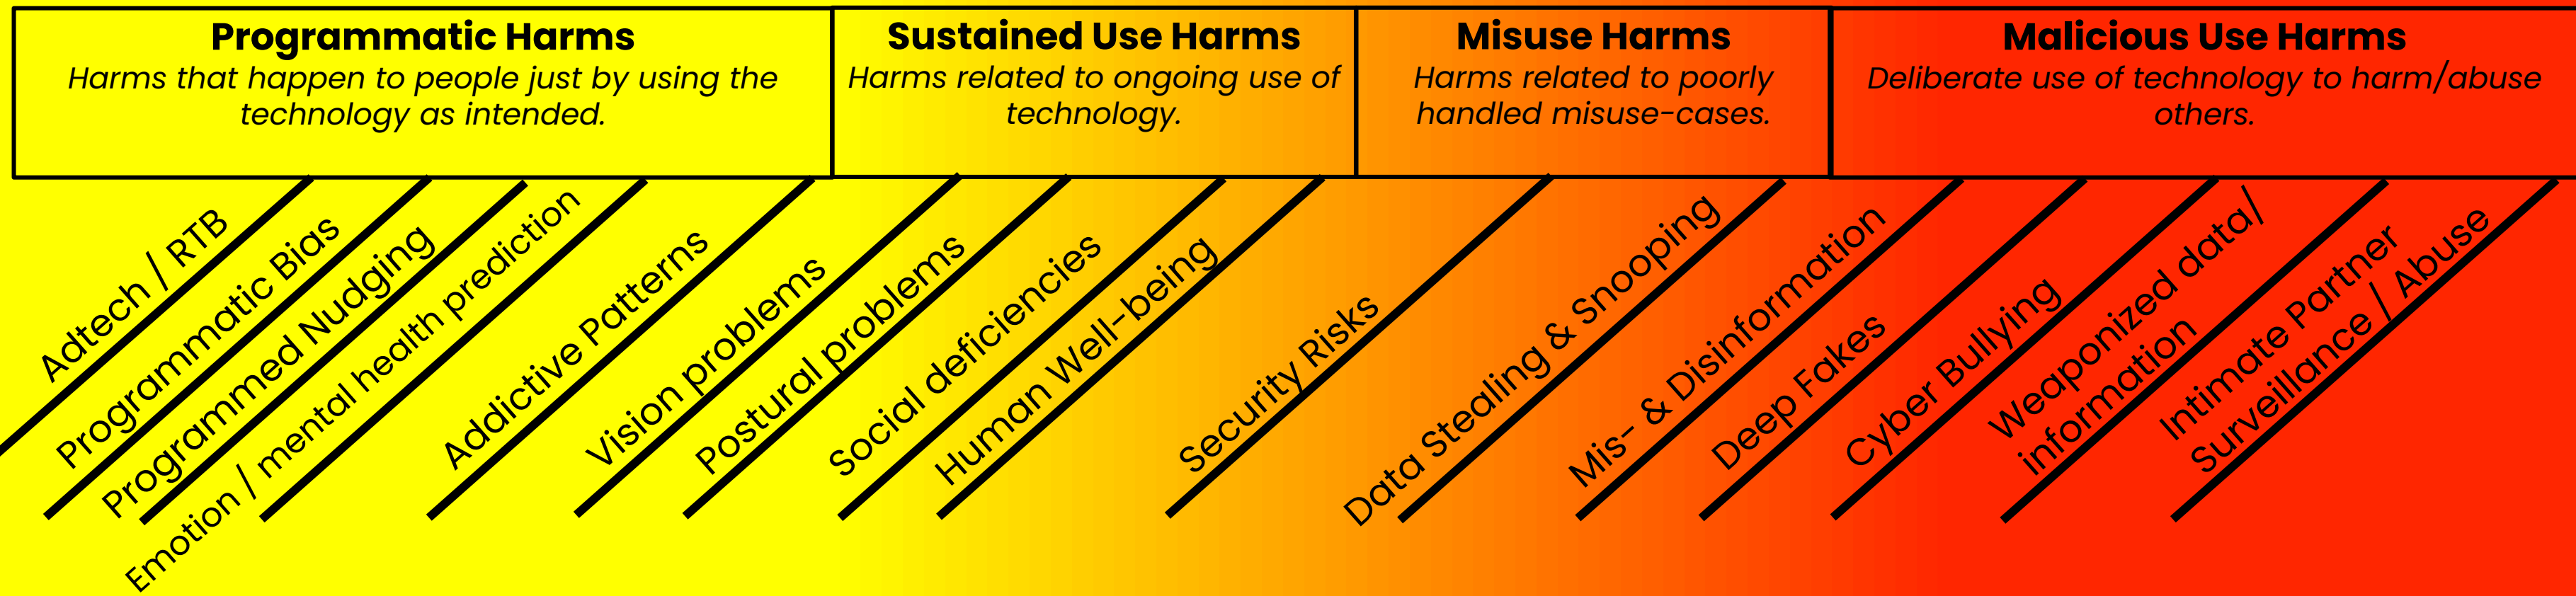 Programmatic Harms
Harms that happen to people just by using the
technology as intended.
Sustained Use Harms
Harms related to ongoing use of
technology.
Misuse Harms
Harms related to poorly
handled misuse-cases.
Malicious Use Harms
Deliberate use of technology to harm/abuse
others.
Adtech / RTB
Programmatic Bias
Programmed Nudging
Emotion / mental health prediction
Addictive Patterns
Vision problems
Postural problems
Social deficiencies
Human Well-being
Security Risks
Data Stealing & Snooping
Mis- & Disinformation
Deep Fakes
Cyber Bullying
Weaponized data/
information
Intimate Partner
Surveillance / Abuse